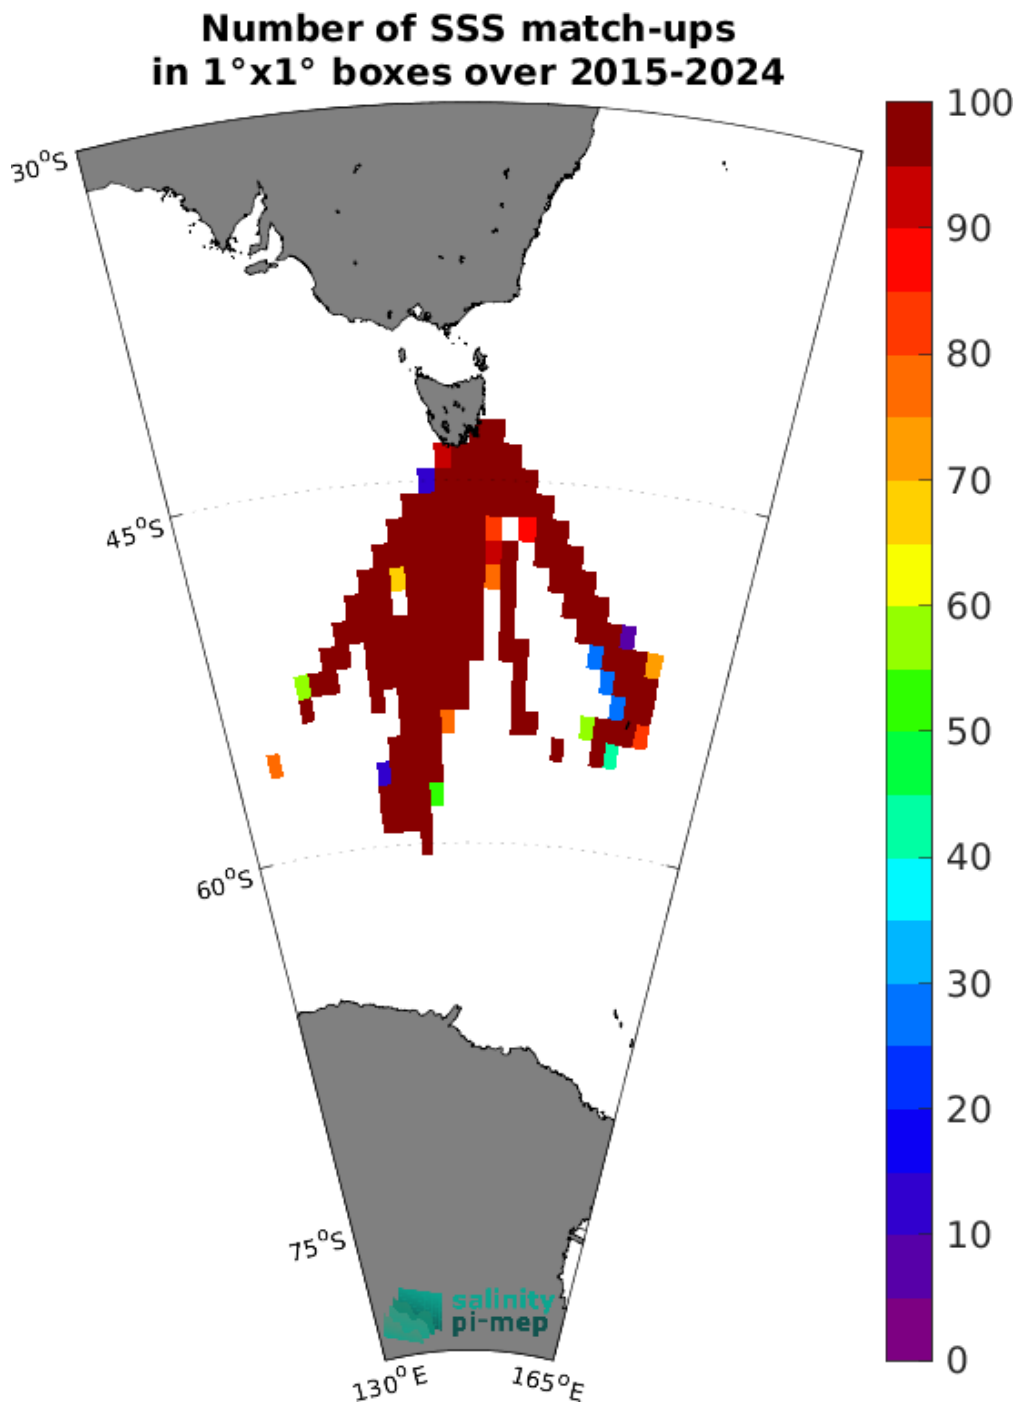 Number of SSS match-ups
in 1°x1° boxes over 2015-2024
30°S
45°S
60°S
75°S
130°E
165°E
100
90
80
70
60
50
40
30
20
10
0
salinity
pi-mep